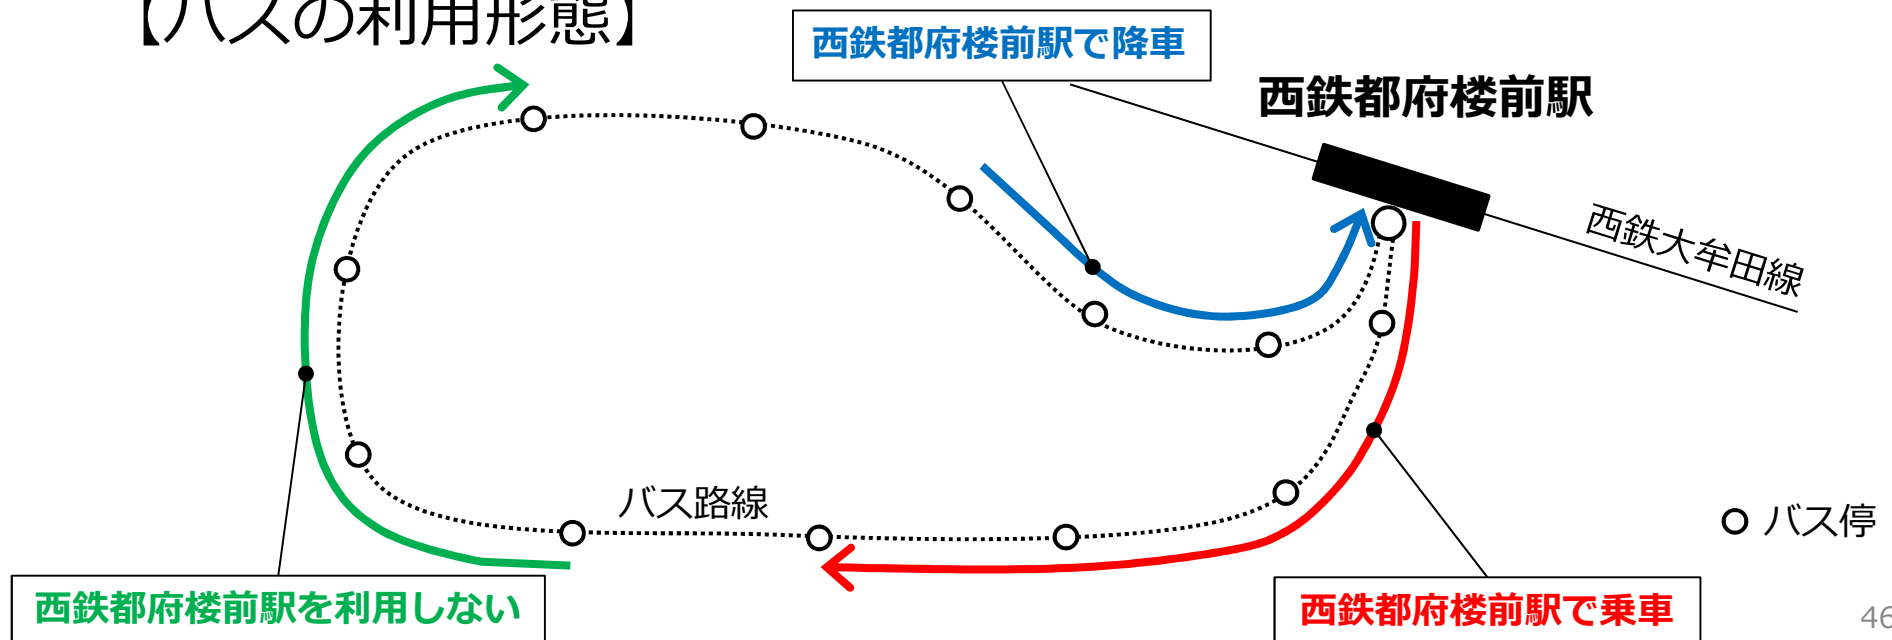 【バスの利用形態】
西鉄都府楼前駅で降車
西鉄都府楼前駅
西鉄大牟田線
バス路線
バス停
西鉄都府楼前駅を利用しない
西鉄都府楼前駅で乗車
46